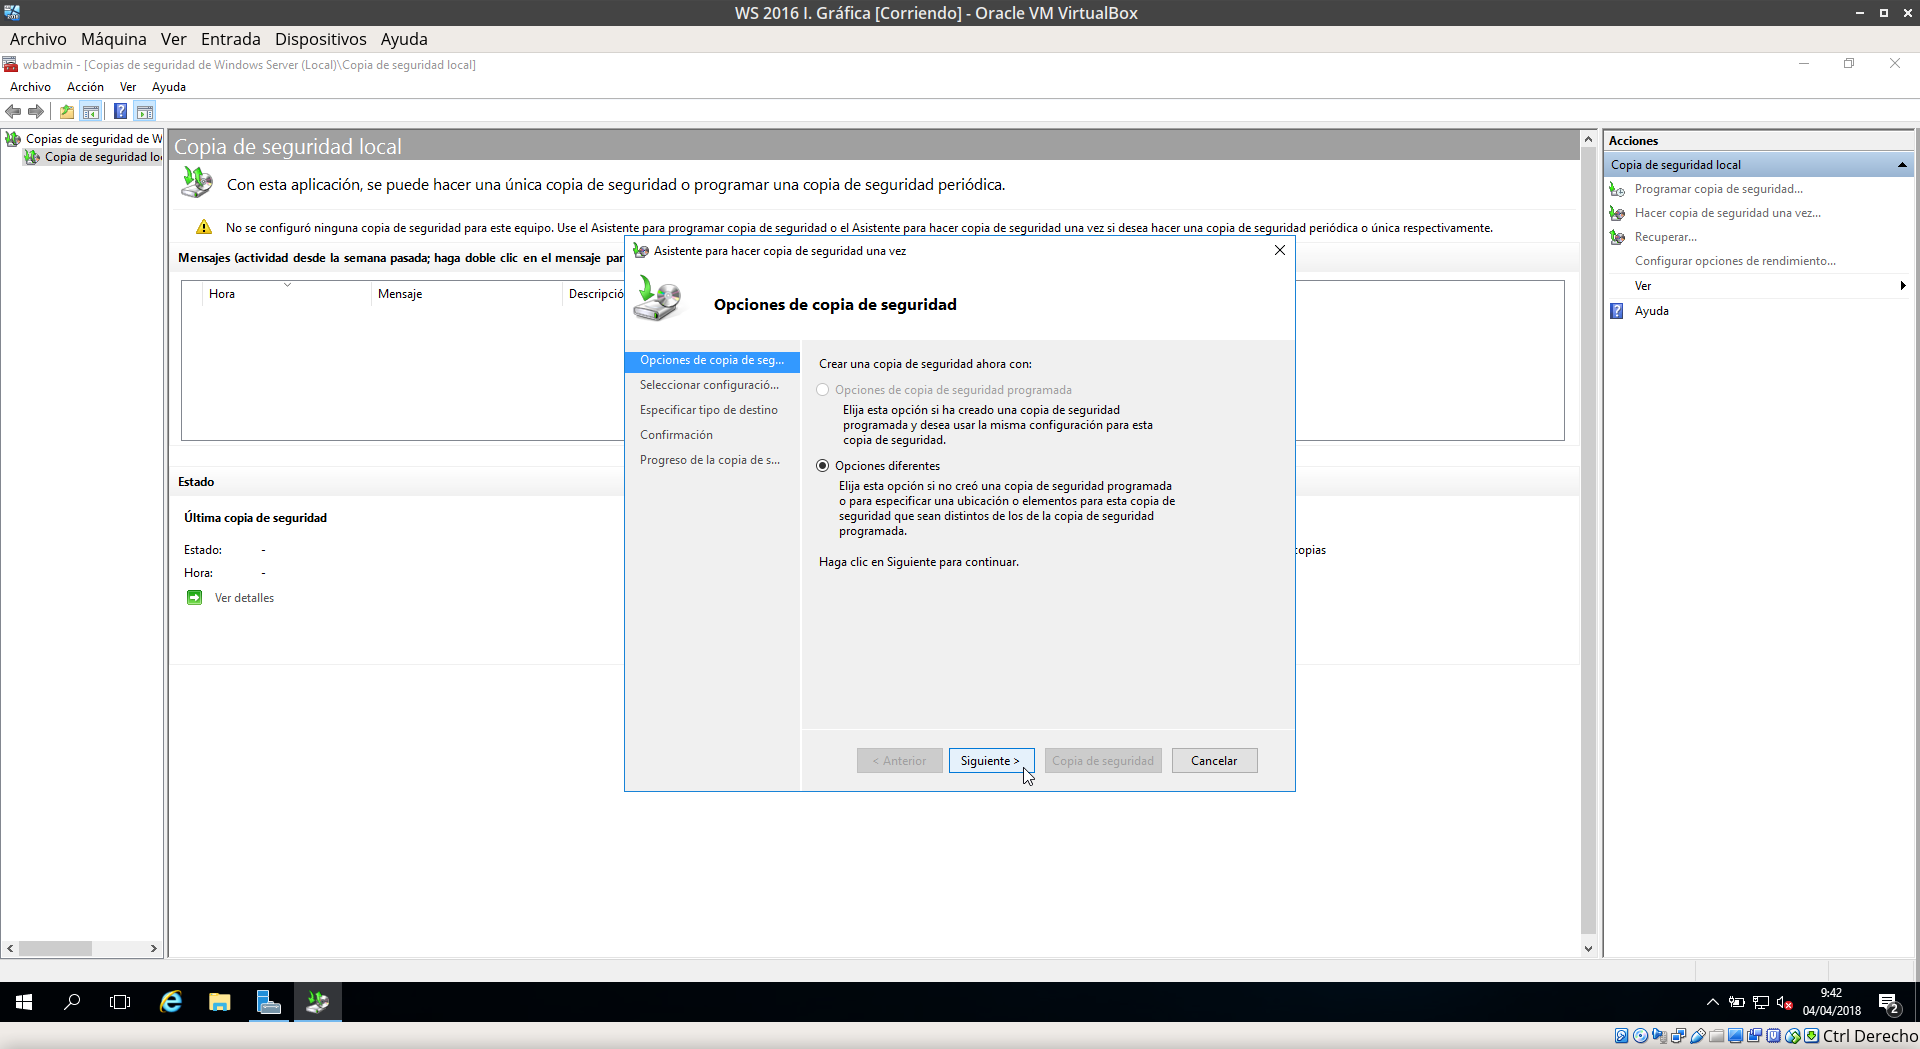 WS 2016 I. Gráfica [Corriendo] - Oracle VM VirtualBox
Archivo Máquina Ver Entrada Dispositivos Ayuda
wbadmin - [Copias de seguridad de Windows Server (Local)\Copia de seguridad local]
Archivo Acción Ver Ayuda
Copias de seguridad de W
Copia de seguridad lo
Copia de seguridad local
Con esta aplicación, se puede hacer una única copia de seguridad o programar una copia de seguridad periódica.
No se configuró ninguna copia de seguridad para este equipo. Use el Asistente para programar copia de seguridad o el Asistente para hacer copia de seguridad una vez si desea hacer una copia de seguridad periódica o única respectivamente.
Mensajes (actividad desde la semana pasada; haga doble clic en el mensaje par
Hora Mensaje Descripció
Estado
Última copia de seguridad
Estado: -
Hora: -
Ver detalles
copias
Asistente para hacer copia de seguridad una vez
Opciones de copia de seguridad
Opciones de copia de seg...
Seleccionar configuració...
Especificar tipo de destino
Confirmación
Progreso de la copia de s...
Crear una copia de seguridad ahora con:
Opciones de copia de seguridad programada
Elija esta opción si ha creado una copia de seguridad
programada y desea usar la misma configuración para esta
copia de seguridad.
Opciones diferentes
Elija esta opción si no creó una copia de seguridad programada
o para especificar una ubicación o elementos para esta copia de
seguridad que sean distintos de los de la copia de seguridad
programada.
Haga clic en Siguiente para continuar.
< Anterior Siguiente > Copia de seguridad Cancelar
Acciones
Copia de seguridad local
Programar copia de seguridad...
Hacer copia de seguridad una vez...
Recuperar...
Configurar opciones de rendimiento...
Ver
Ayuda
9:42
04/04/2018
2
Ctrl Derecho